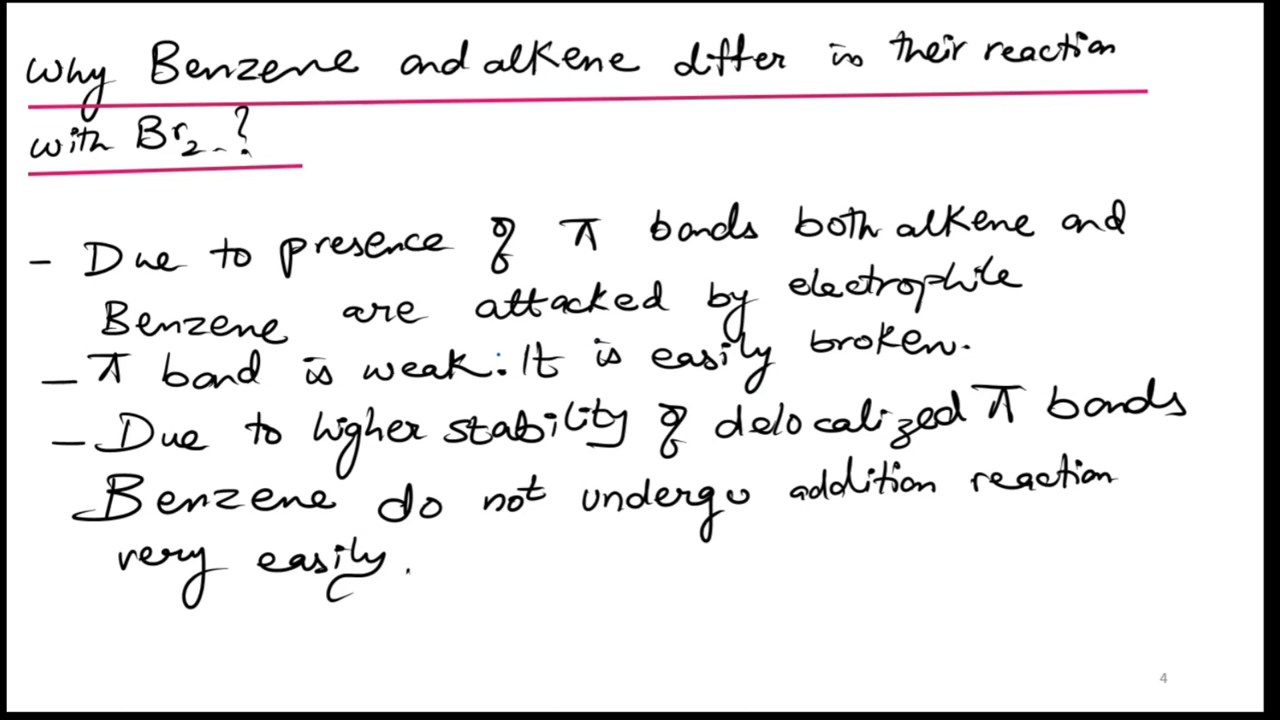 Why Benzene and alkene differ in their reaction
with Br2..?
- Due to presence of π bonds both alkene and
Benzene are attacked by electrophile
- π bond is weak. It is easily broken.
- Due to higher stability of delocalized π bonds
Benzene do not undergo addition reaction
very easily.
4